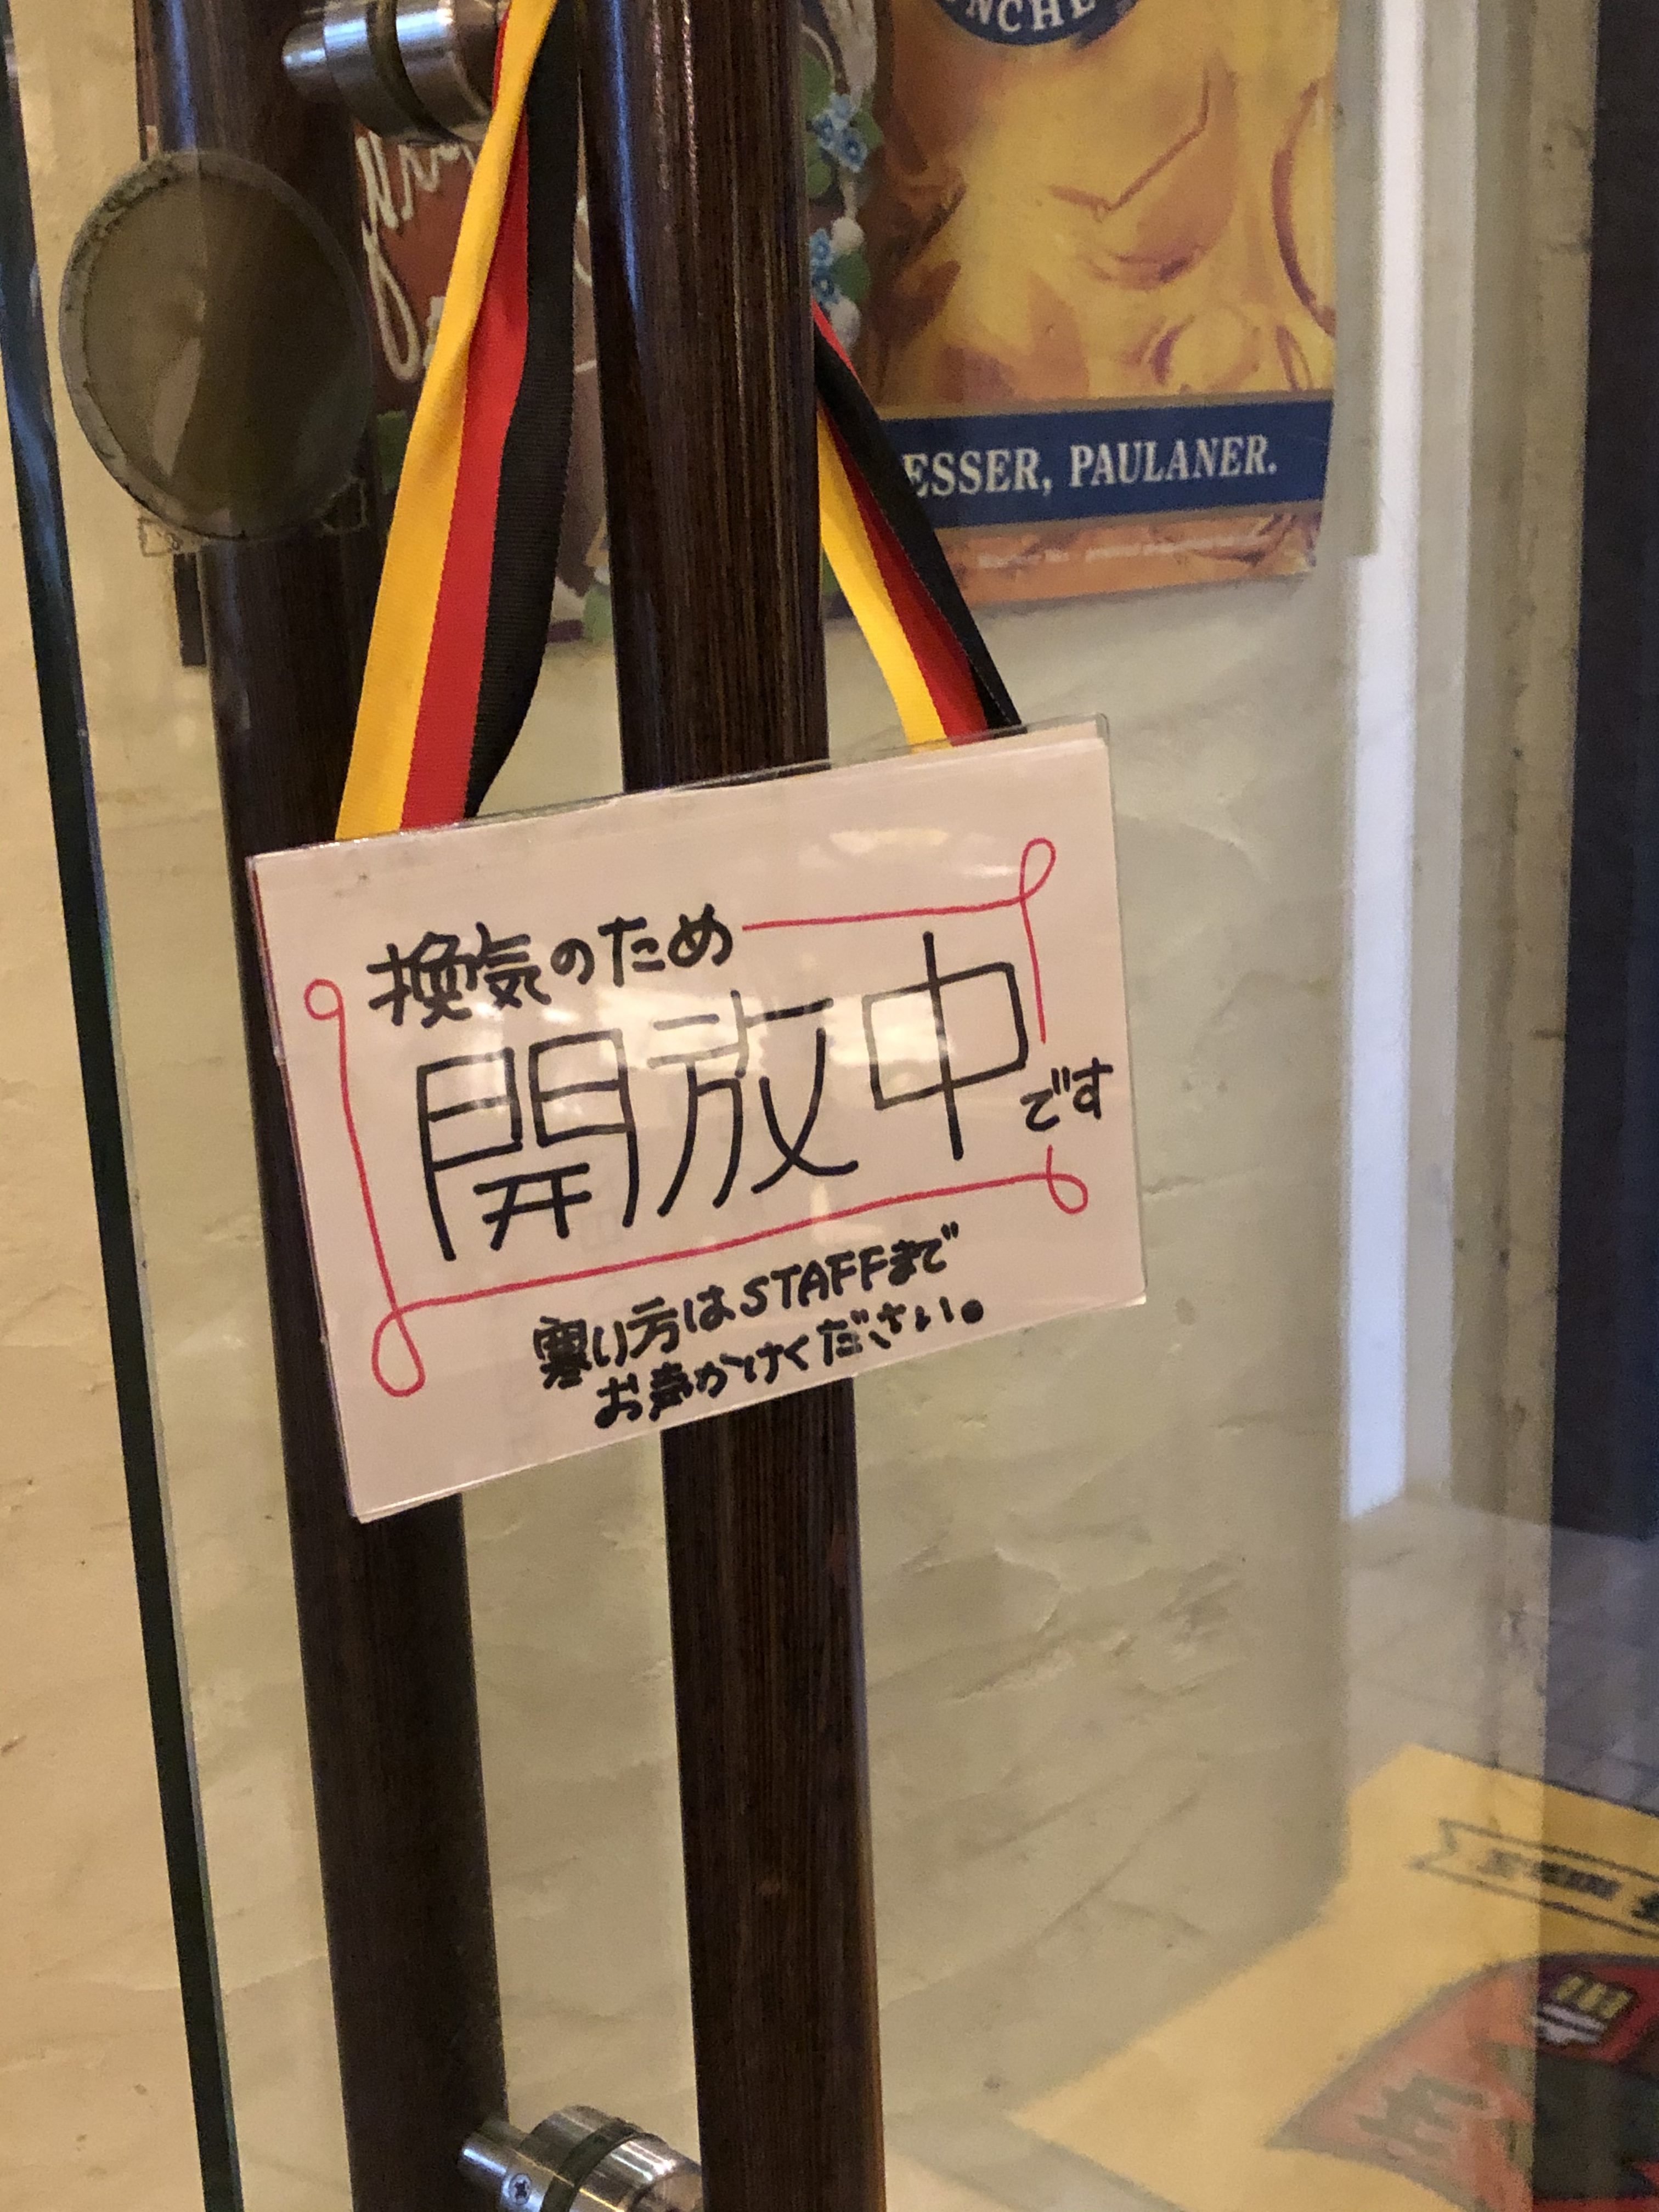 ESSER, PAULANER.
換気のため
開放中
です
寒い方はSTAFFまで
お声かけください。